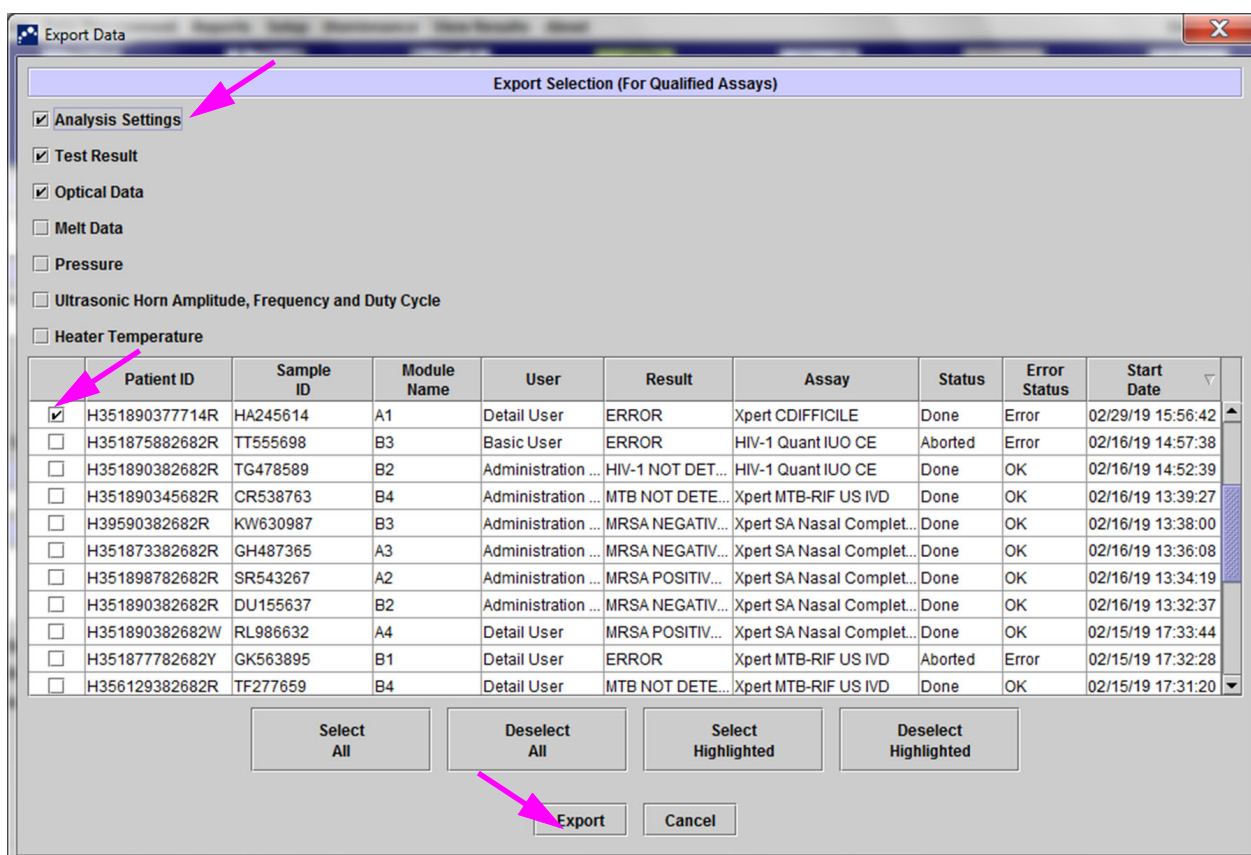 Export Data
Export Selection (For Qualified Assays)
Analysis Settings
Test Result
Optical Data
Melt Data
Pressure
Ultrasonic Horn Amplitude, Frequency and Duty Cycle
Heater Temperature
Patient ID Sample ID Module Name User Result Assay Status Error Status Start Date
H351890377714R HA245614 A1 Detail User ERROR Xpert CDIFFICILE Done Error 02/29/19 15:56:42
H351875882682R TT555698 B3 Basic User ERROR HIV-1 Quant IUO CE Aborted Error 02/16/19 14:57:38
H351890382682R TG478589 B2 Administration ... HIV-1 NOT DET... HIV-1 Quant IUO CE Done OK 02/16/19 14:52:39
H351890345682R CR538763 B4 Administration ... MTB NOT DETE... Xpert MTB-RIF US IVD Done OK 02/16/19 13:39:27
H39590382682R KW630987 B3 Administration ... MRSA NEGATIV... Xpert SA Nasal Complet... Done OK 02/16/19 13:38:00
H351873382682R GH487365 A3 Administration ... MRSA NEGATIV... Xpert SA Nasal Complet... Done OK 02/16/19 13:36:08
H351898782682R SR543267 A2 Administration ... MRSA POSITIV... Xpert SA Nasal Complet... Done OK 02/16/19 13:34:19
H351890382682R DU155637 B2 Administration ... MRSA NEGATIV... Xpert SA Nasal Complet... Done OK 02/16/19 13:32:37
H351890382682W RL986632 A4 Detail User MRSA POSITIV... Xpert SA Nasal Complet... Done OK 02/15/19 17:33:44
H351877782682Y GK563895 B1 Detail User ERROR Xpert MTB-RIF US IVD Aborted Error 02/15/19 17:32:28
H356129382682R TF277659 B4 Detail User MTB NOT DETE... Xpert MTB-RIF US IVD Done OK 02/15/19 17:31:20
Select All Deselect All Select Highlighted Deselect Highlighted
Export Cancel